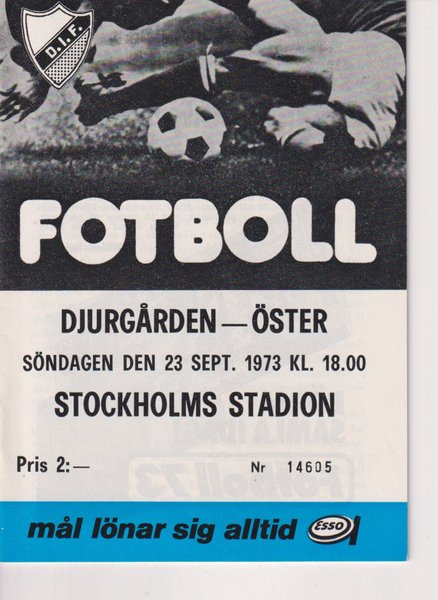 D.I.F.
FOTBOLL
DJURGÅRDEN — ÖSTER
SÖNDAGEN DEN 23 SEPT. 1973 KL. 18.00
STOCKHOLMS STADION
Pris 2:— Nr 14605
mål lönar sig alltid Esso